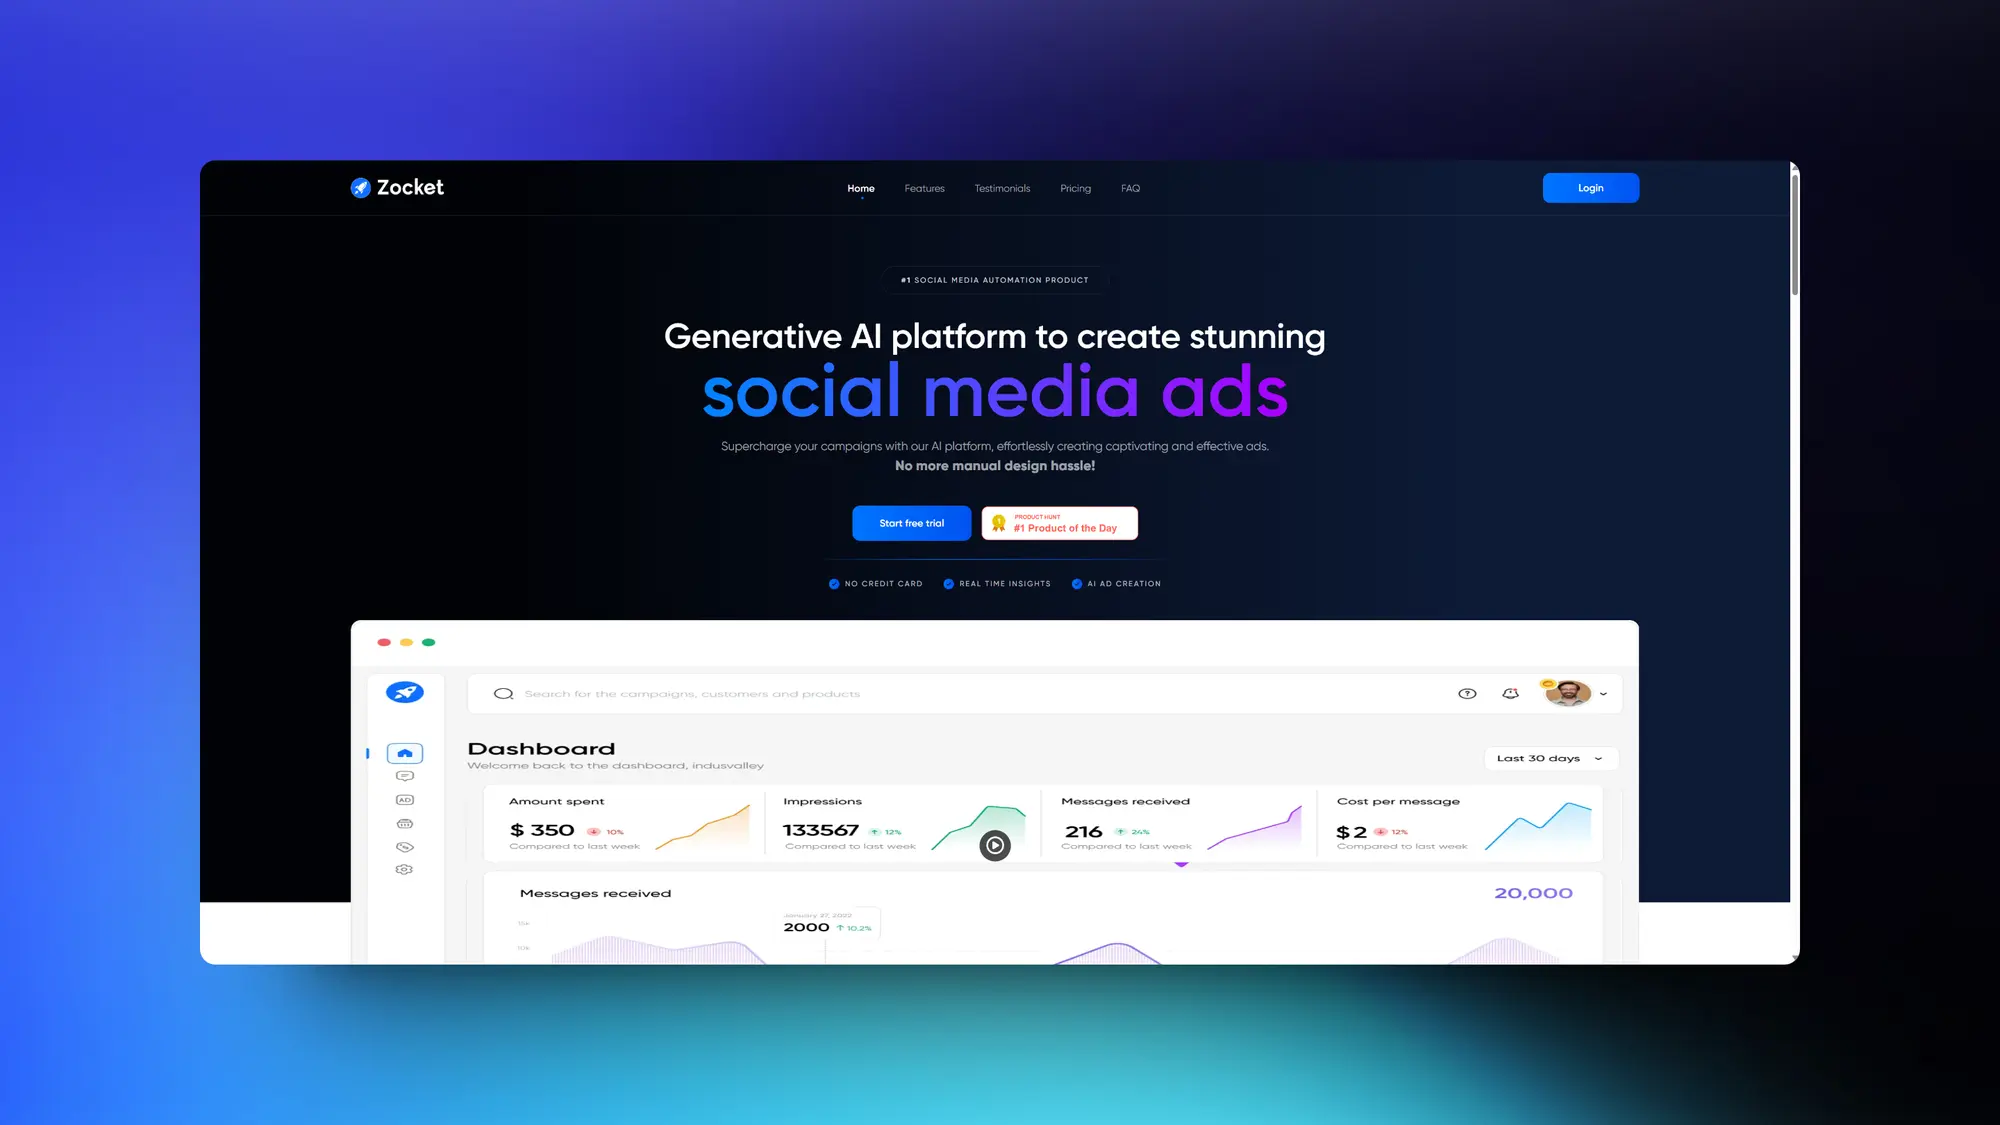 Zocket
Home Features Testimonials Pricing FAQ
Login
#1 SOCIAL MEDIA AUTOMATION PRODUCT
Generative AI platform to create stunning
social media ads
Supercharge your campaigns with our AI platform, effortlessly creating captivating and effective ads.
No more manual design hassle!
Start free trial
PRODUCT HUNT
#1 Product of the Day
NO CREDIT CARD REAL TIME INSIGHTS AI AD CREATION
Search for the campaigns, customers and products
Dashboard
Welcome back to the dashboard, indusvalley
Last 30 days
AD
Amount spent
$ 350 10%
Compared to last week
Impressions
133567 12%
Compared to last week
Messages received
216 24%
Compared to last week
Cost per message
$ 2 12%
Compared to last week
Messages received
20,000
January 27, 2022
2000 10.2%